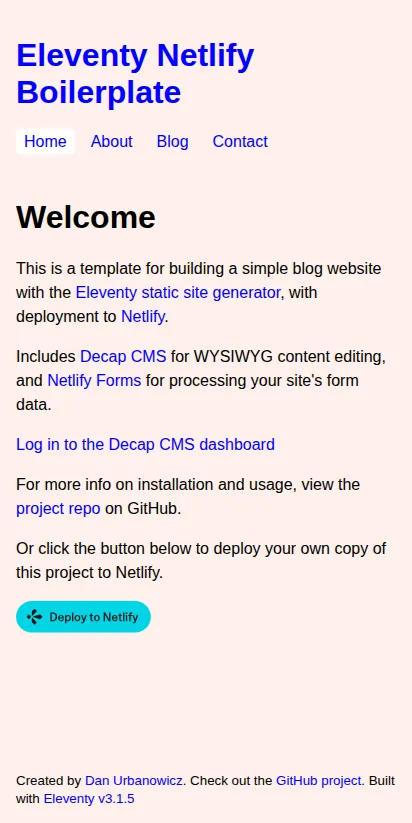 Eleventy Netlify
Boilerplate
Home About Blog Contact
Welcome
This is a template for building a simple blog website
with the Eleventy static site generator, with
deployment to Netlify.
Includes Decap CMS for WYSIWYG content editing,
and Netlify Forms for processing your site's form
data.
Log in to the Decap CMS dashboard
For more info on installation and usage, view the
project repo on GitHub.
Or click the button below to deploy your own copy of
this project to Netlify.
Deploy to Netlify
Created by Dan Urbanowicz. Check out the GitHub project. Built
with Eleventy v3.1.5